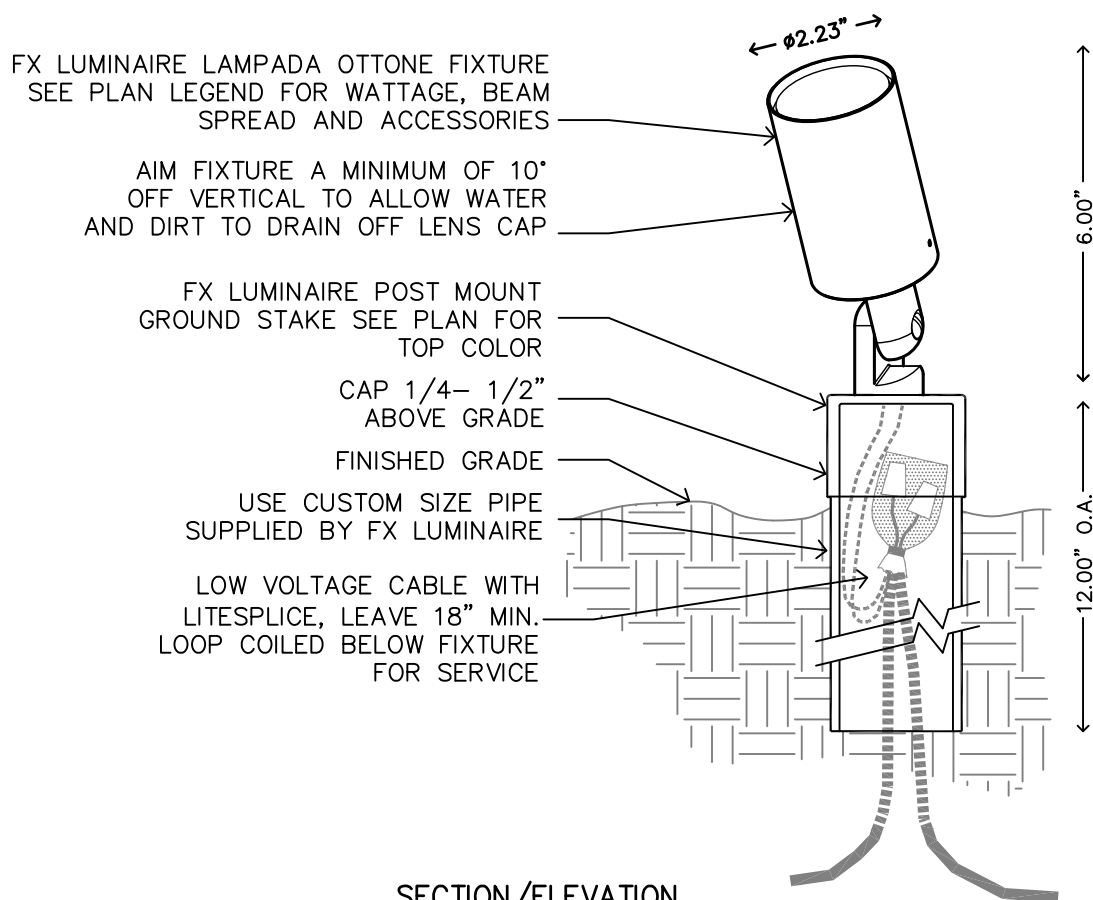 ø2.23"
FX LUMINAIRE LAMPADA OTTONE FIXTURE
SEE PLAN LEGEND FOR WATTAGE, BEAM
SPREAD AND ACCESSORIES
AIM FIXTURE A MINIMUM OF 10°
OFF VERTICAL TO ALLOW WATER
AND DIRT TO DRAIN OFF LENS CAP
6.00"
FX LUMINAIRE POST MOUNT
GROUND STAKE SEE PLAN FOR
TOP COLOR
CAP 1/4– 1/2"
ABOVE GRADE
FINISHED GRADE
USE CUSTOM SIZE PIPE
SUPPLIED BY FX LUMINAIRE
12.00" O.A.
LOW VOLTAGE CABLE WITH
LITESPLICE, LEAVE 18" MIN.
LOOP COILED BELOW FIXTURE
FOR SERVICE
SECTION/ELEVATION